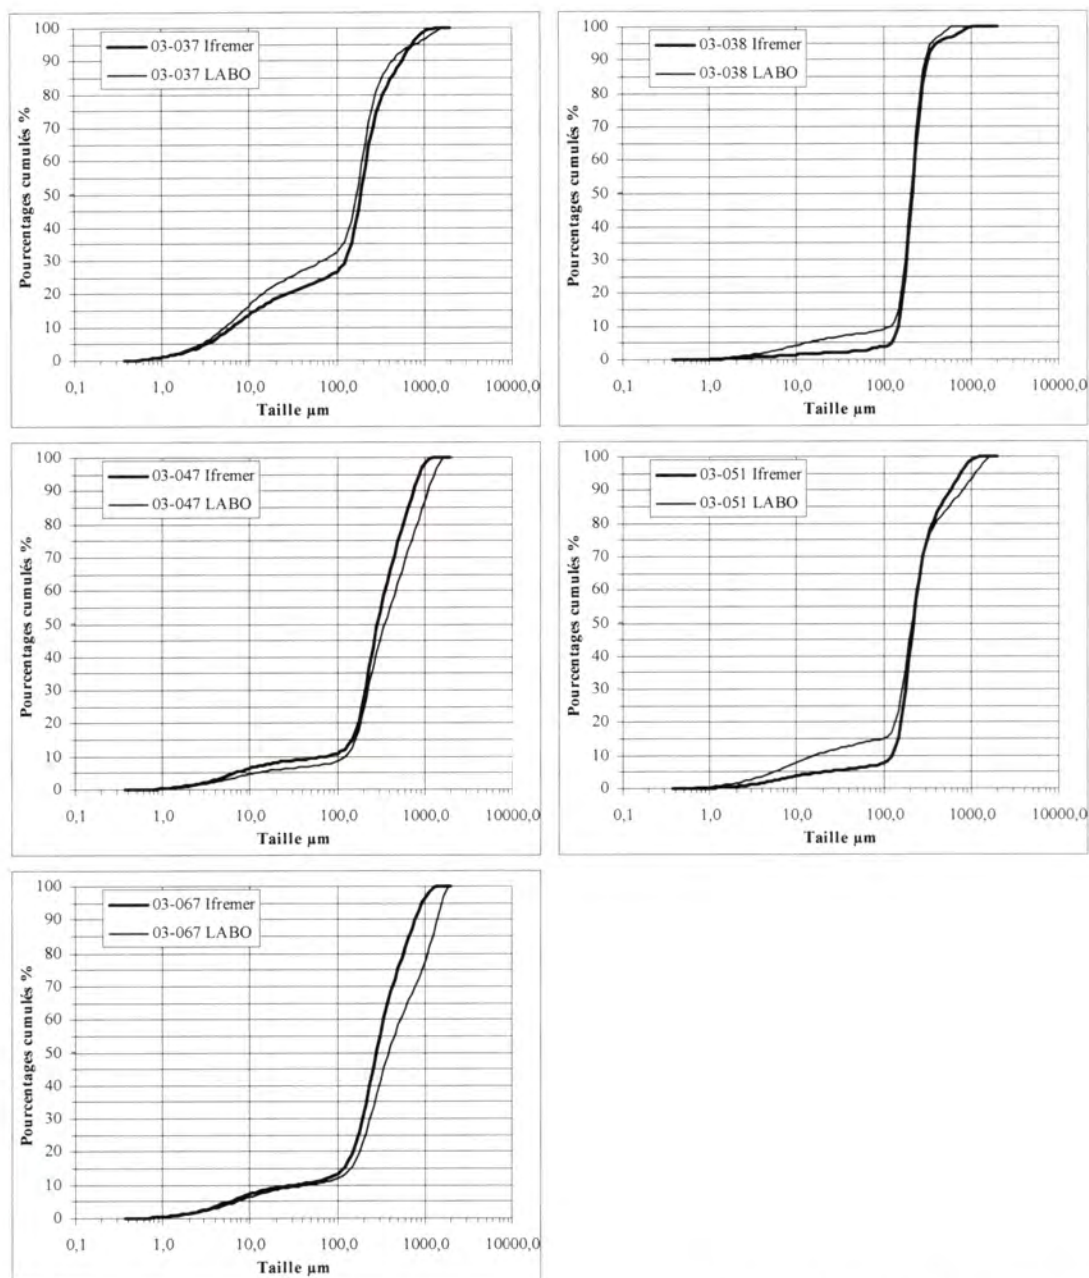 03-037 Ifremer
03-037 LABO
Pourcentages cumulés %
100
90
80
70
60
50
40
30
20
10
0
0,1 1,0 10,0 100,0 1000,0 10000,0
Taille µm
03-038 Ifremer
03-038 LABO
Pourcentages cumulés %
100
90
80
70
60
50
40
30
20
10
0
0,1 1,0 10,0 100,0 1000,0 10000,0
Taille µm
03-047 Ifremer
03-047 LABO
Pourcentages cumulés %
100
90
80
70
60
50
40
30
20
10
0
0,1 1,0 10,0 100,0 1000,0 10000,0
Taille µm
03-051 Ifremer
03-051 LABO
Pourcentages cumulés %
100
90
80
70
60
50
40
30
20
10
0
0,1 1,0 10,0 100,0 1000,0 10000,0
Taille µm
03-067 Ifremer
03-067 LABO
Pourcentages cumulés %
100
90
80
70
60
50
40
30
20
10
0
0,1 1,0 10,0 100,0 1000,0 10000,0
Taille µm